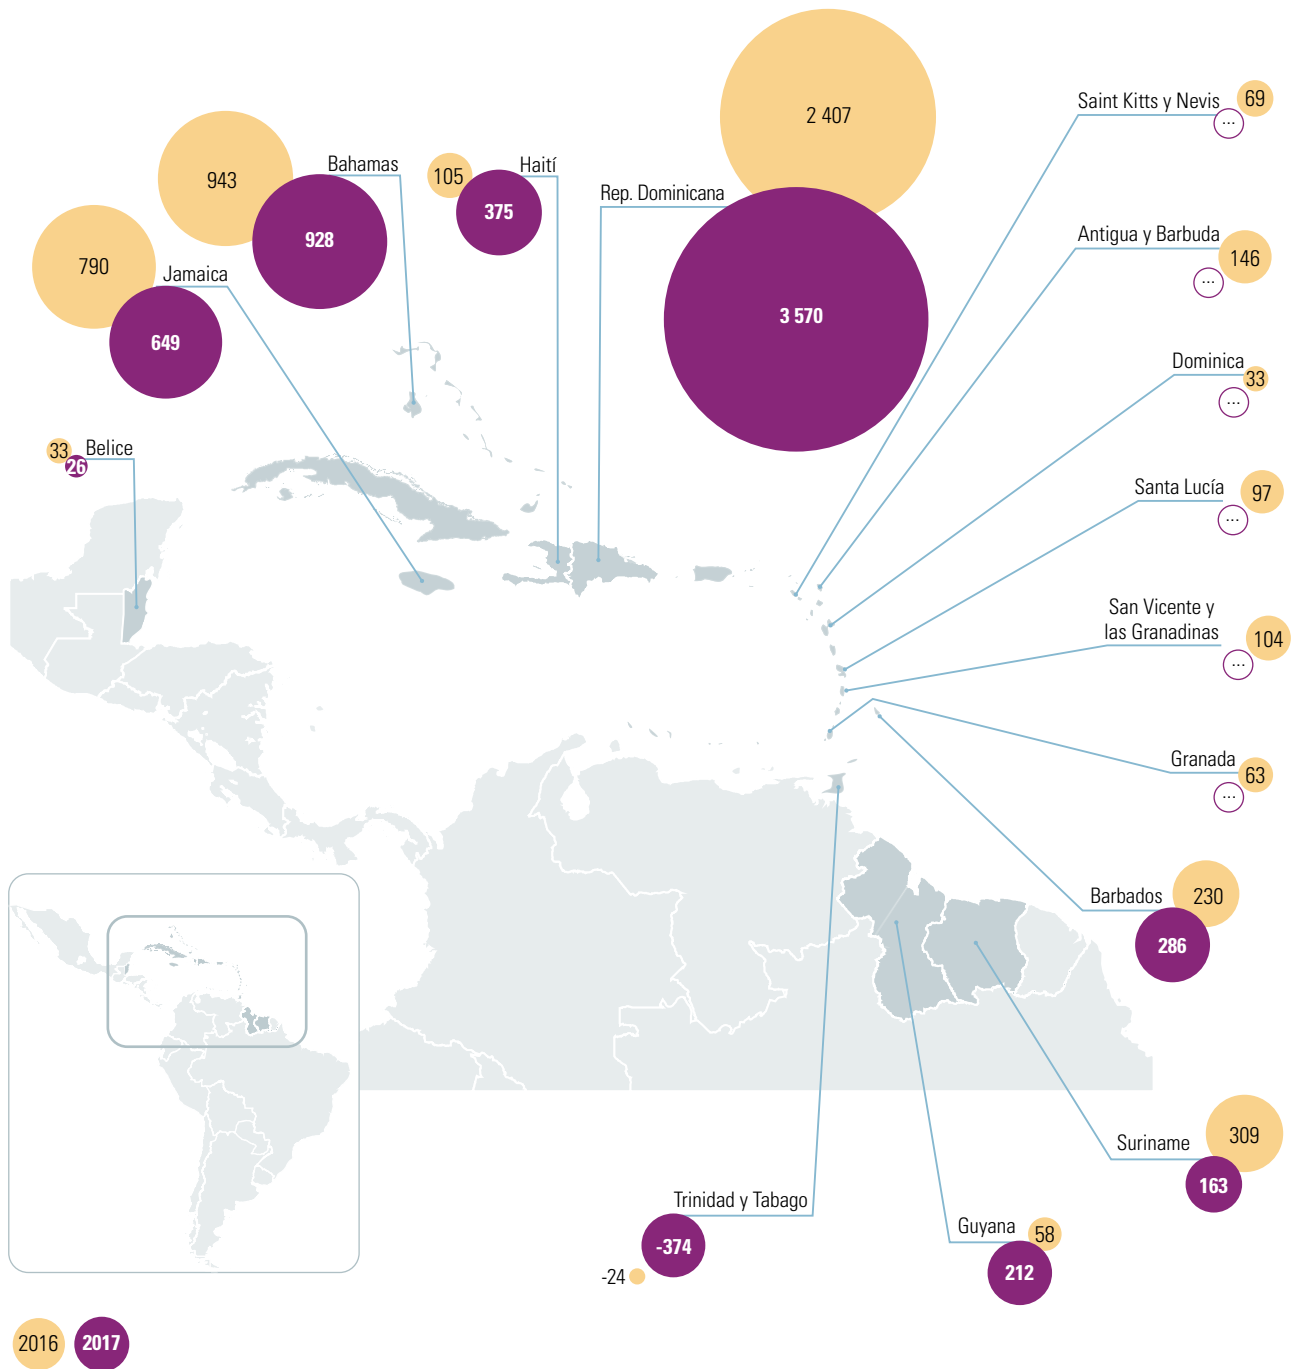 2 407
Saint Kitts y Nevis
69
...
943
Bahamas
928
105
Haití
375
Rep. Dominicana
3 570
790
Jamaica
649
Antigua y Barbuda
146
...
Dominica
33
...
33
Belice
26
Santa Lucía
97
...
San Vicente y
las Granadinas
104
...
Granada
63
...
Barbados
230
286
Suriname
309
163
Trinidad y Tabago
-374
-24
Guyana
58
212
2016
2017